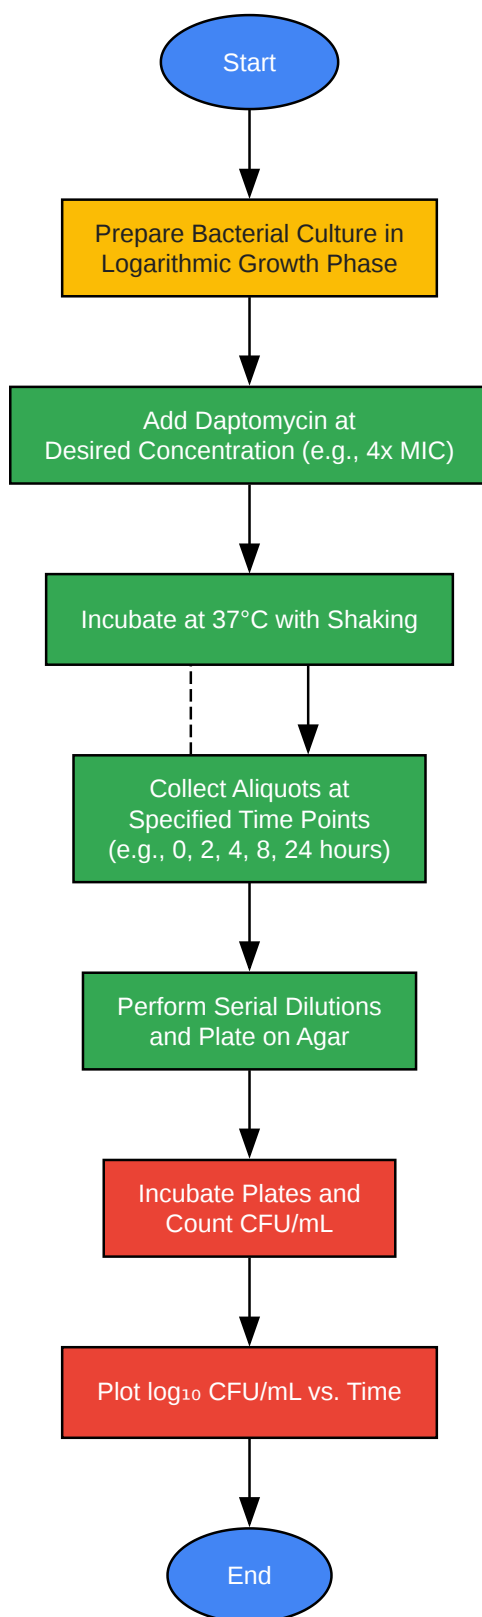 Start
Prepare Bacterial Culture in
Logarithmic Growth Phase
Add Daptomycin at
Desired Concentration (e.g., 4x MIC)
Incubate at 37°C with Shaking
Collect Aliquots at
Specified Time Points
(e.g., 0, 2, 4, 8, 24 hours)
Perform Serial Dilutions
and Plate on Agar
Incubate Plates and
Count CFU/mL
Plot log₁₀ CFU/mL vs. Time
End